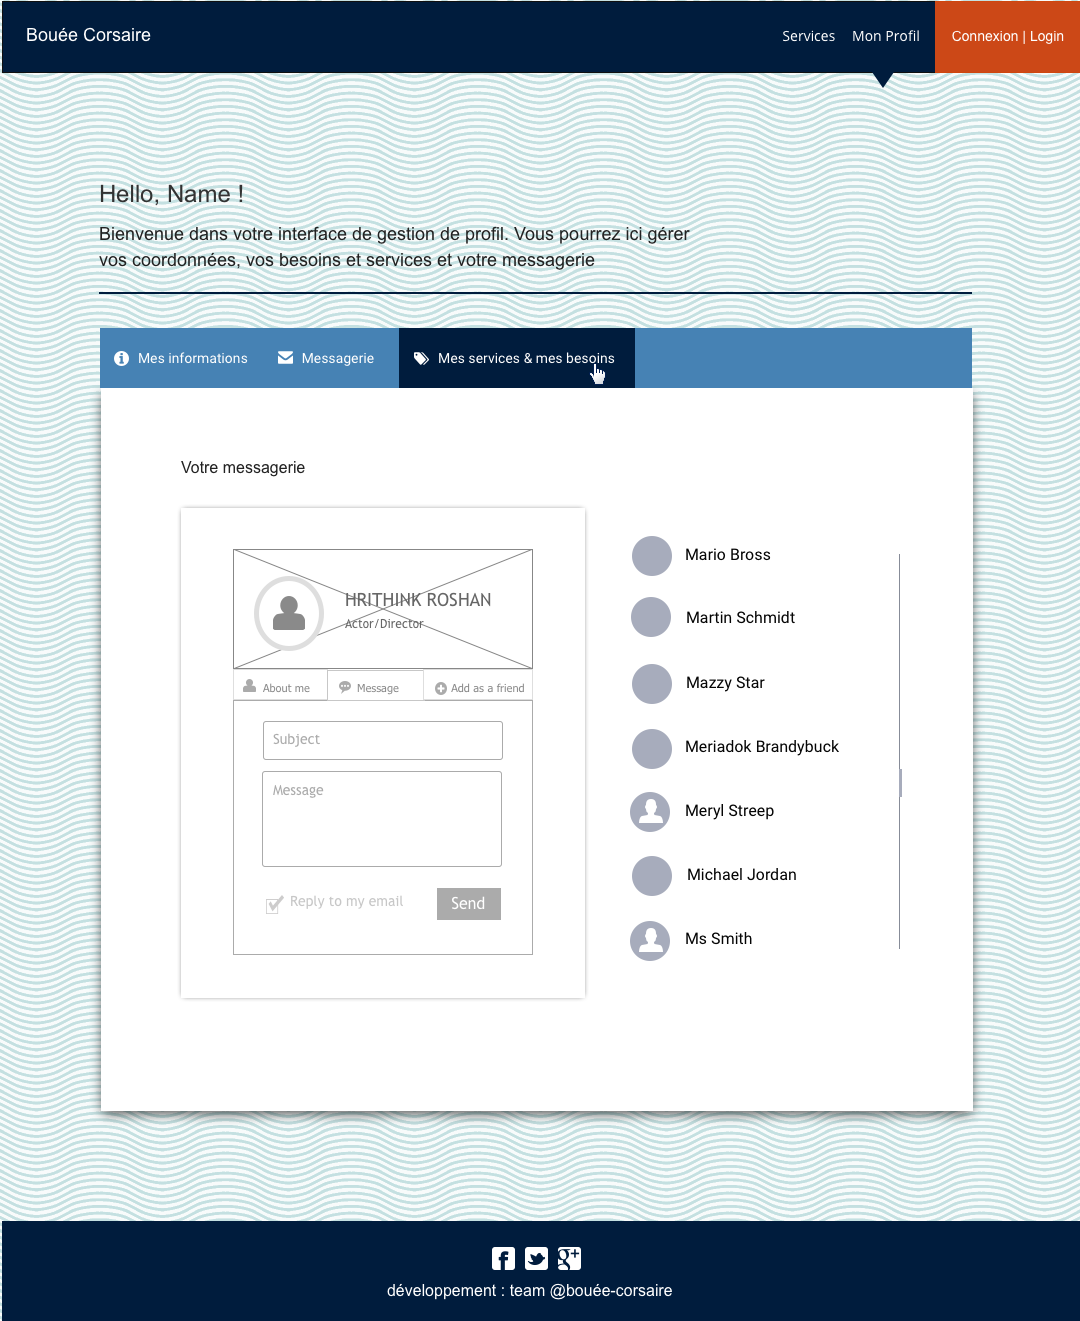 Bouée Corsaire
Services
Mon Profil
Connexion | Login
Hello, Name !
Bienvenue dans votre interface de gestion de profil. Vous pourrez ici gérer
vos coordonnées, vos besoins et services et votre messagerie
Mes informations
Messagerie
Mes services & mes besoins
Votre messagerie
HRITHINK ROSHAN
Actor/Director
About me
Message
Add as a friend
Subject
Message
Reply to my email
Send
Mario Bross
Martin Schmidt
Mazzy Star
Meriadok Brandybuck
Meryl Streep
Michael Jordan
Ms Smith
développement : team @bouée-corsaire